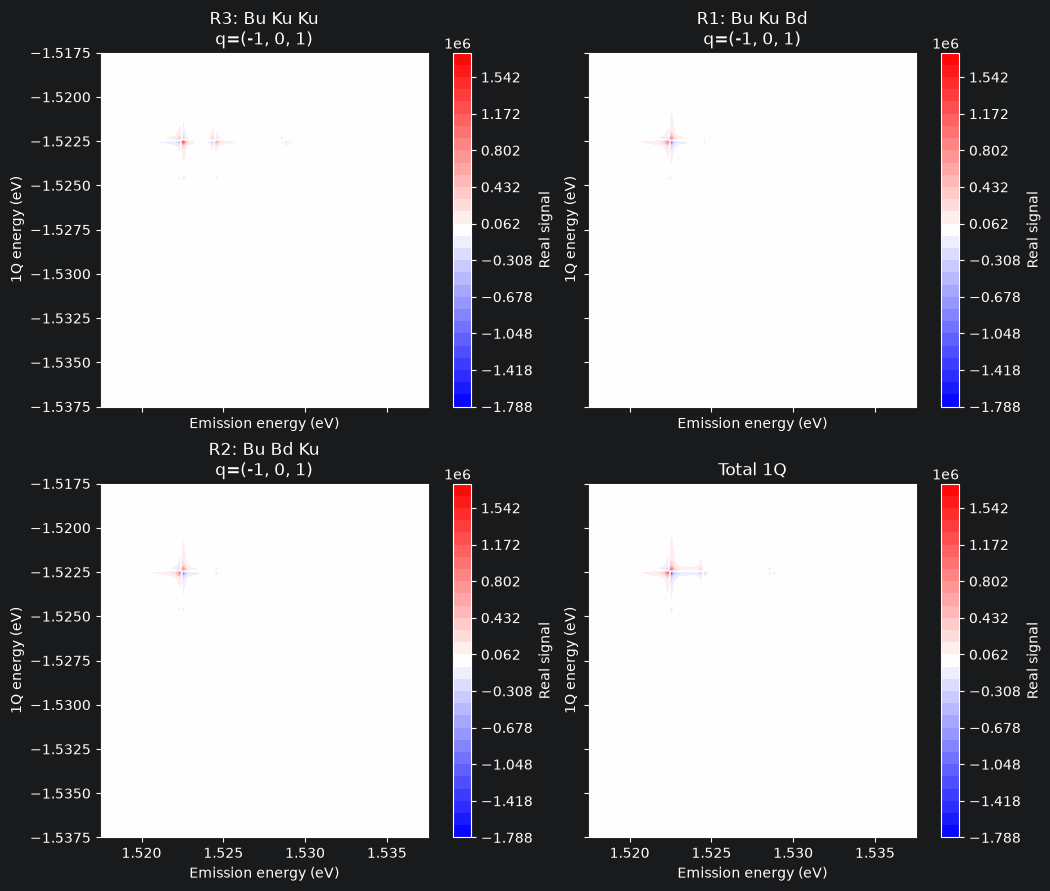 R3: Bu Ku Ku
q=(-1, 0, 1)
1e6
−1.5175
−1.5200
−1.5225
−1.5250
−1.5275
−1.5300
−1.5325
−1.5350
−1.5375
1Q energy (eV)
Emission energy (eV)
1.542
1.172
0.802
0.432
0.062
−0.308
−0.678
−1.048
−1.418
−1.788
Real signal
R1: Bu Ku Bd
q=(-1, 0, 1)
1e6
1Q energy (eV)
Emission energy (eV)
1.542
1.172
0.802
0.432
0.062
−0.308
−0.678
−1.048
−1.418
−1.788
Real signal
R2: Bu Bd Ku
q=(-1, 0, 1)
1e6
−1.5175
−1.5200
−1.5225
−1.5250
−1.5275
−1.5300
−1.5325
−1.5350
−1.5375
1Q energy (eV)
1.520
1.525
1.530
1.535
Emission energy (eV)
1.542
1.172
0.802
0.432
0.062
−0.308
−0.678
−1.048
−1.418
−1.788
Real signal
Total 1Q
1e6
1Q energy (eV)
1.520
1.525
1.530
1.535
Emission energy (eV)
1.542
1.172
0.802
0.432
0.062
−0.308
−0.678
−1.048
−1.418
−1.788
Real signal